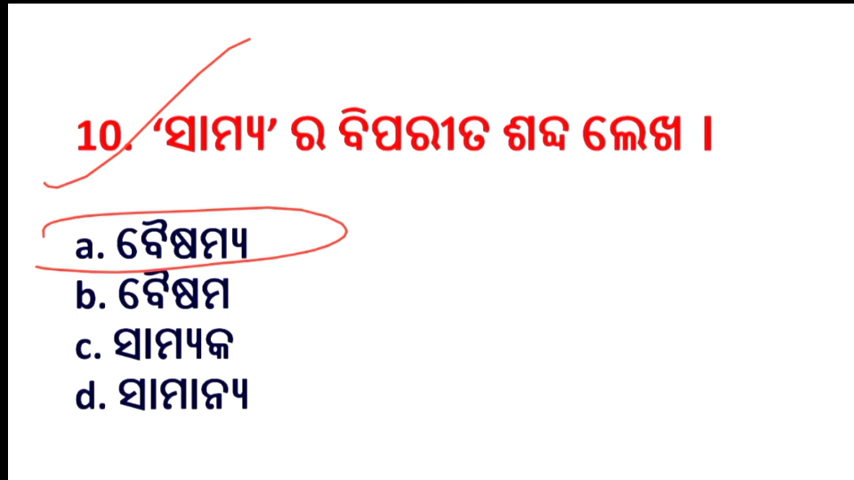 10. ‘ସାମ୍ୟ’ ର ବିପରୀତ ଶବ୍ଦ ଲେଖ ।
a. ବୈଷମ୍ୟ
b. ବୈଷମ
c. ସାମ୍ୟକ
d. ସାମାନ୍ୟ